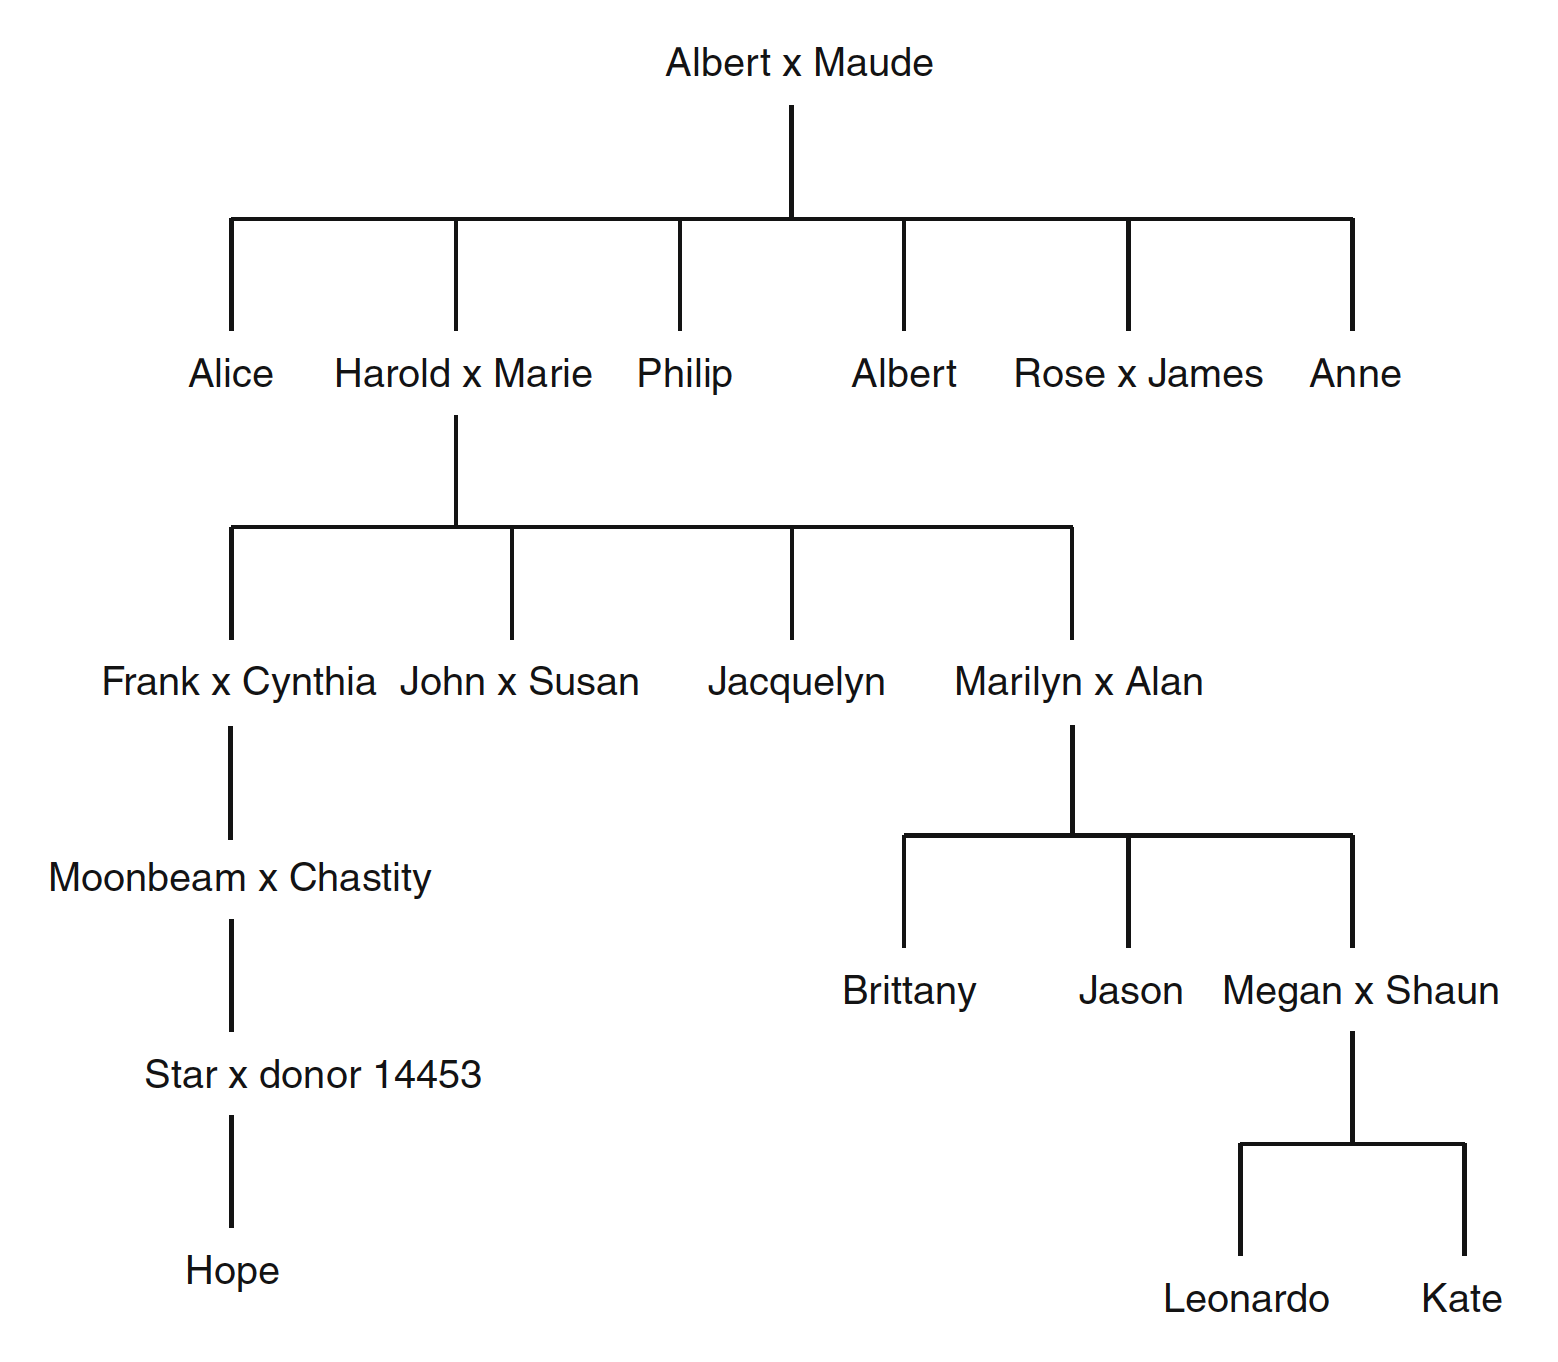 Albert x Maude
Alice Harold x Marie Philip Albert Rose x James Anne
Frank x Cynthia John x Susan Jacquelyn Marilyn x Alan
Moonbeam x Chastity
Brittany Jason Megan x Shaun
Star x donor 14453
Hope
Leonardo Kate